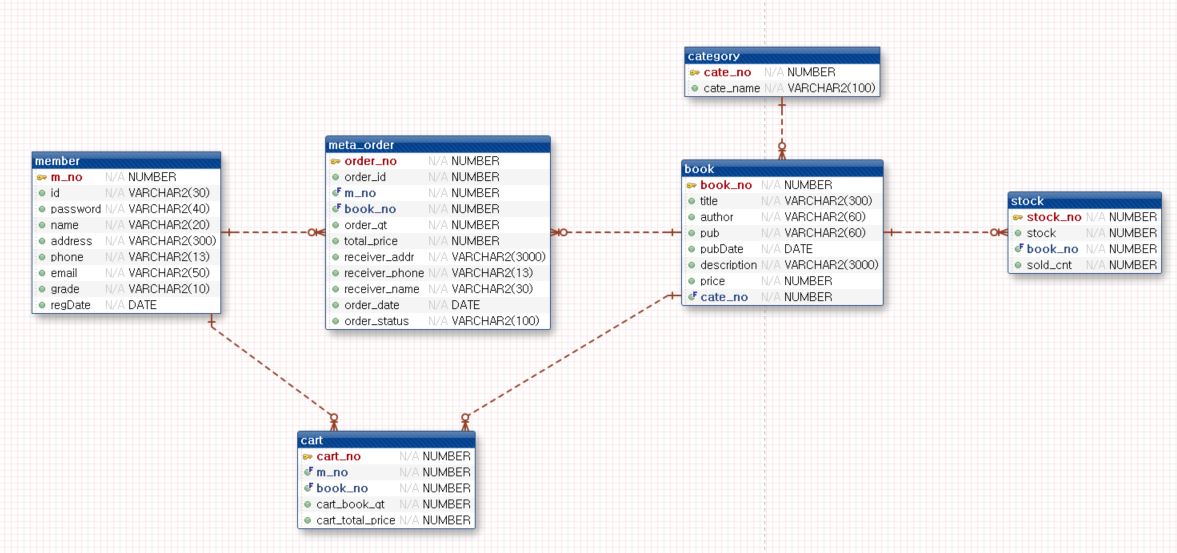 category
cate_no N/A NUMBER
cate_name N/A VARCHAR2(100)
member
m_no N/A NUMBER
id N/A VARCHAR2(30)
password N/A VARCHAR2(40)
name N/A VARCHAR2(20)
address N/A VARCHAR2(300)
phone N/A VARCHAR2(13)
email N/A VARCHAR2(50)
grade N/A VARCHAR2(10)
regDate N/A DATE
meta_order
order_no N/A NUMBER
order_id N/A NUMBER
F m_no N/A NUMBER
F book_no N/A NUMBER
order_qt N/A NUMBER
total_price N/A NUMBER
receiver_addr N/A VARCHAR2(3000)
receiver_phone N/A VARCHAR2(13)
receiver_name N/A VARCHAR2(30)
order_date N/A DATE
order_status N/A VARCHAR2(100)
book
book_no N/A NUMBER
title N/A VARCHAR2(300)
author N/A VARCHAR2(60)
pub N/A VARCHAR2(60)
pubDate N/A DATE
description N/A VARCHAR2(3000)
price N/A NUMBER
F cate_no N/A NUMBER
stock
stock_no N/A NUMBER
stock N/A NUMBER
F book_no N/A NUMBER
sold_cnt N/A NUMBER
cart
cart_no N/A NUMBER
F m_no N/A NUMBER
F book_no N/A NUMBER
cart_book_qt N/A NUMBER
cart_total_price N/A NUMBER